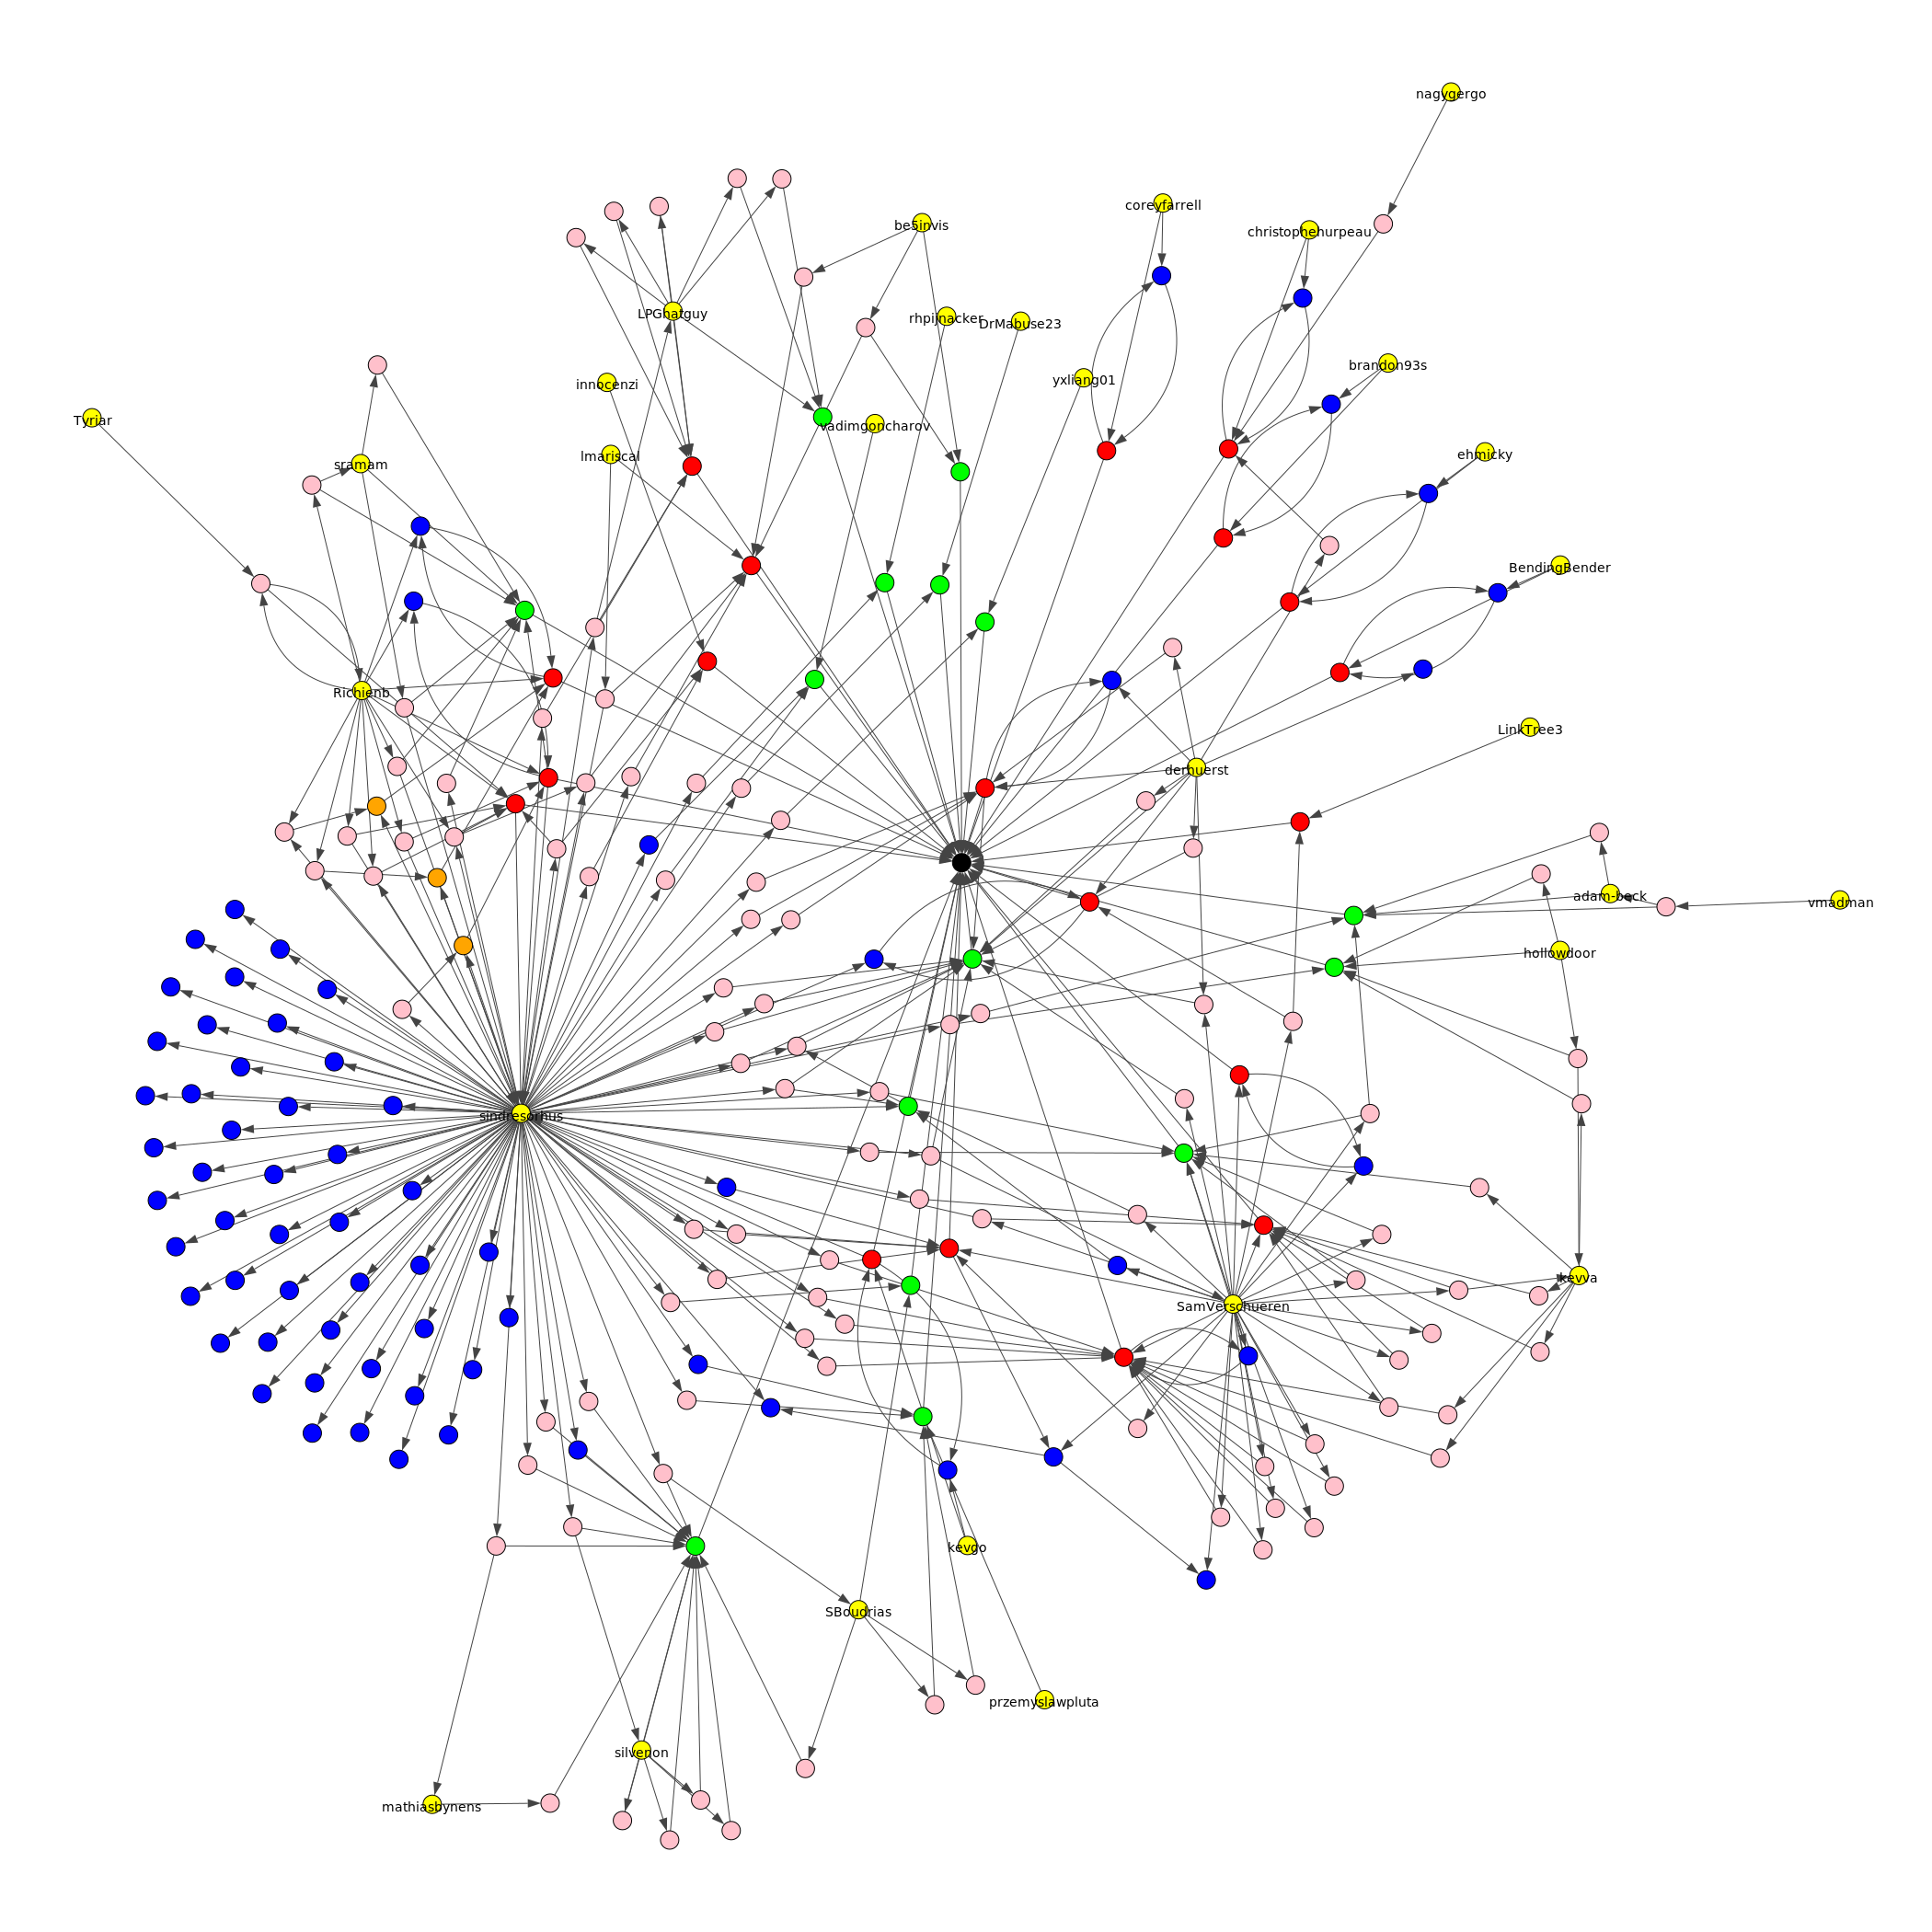 nagygergo
coreyfarrell
be5invis
christophehurpeau
LPGhatguy
rhpijnacker
DrMabuse23
brandon93s
yxliang01
innocenzi
Tyriar
vadimgoncharov
ehmicky
lmariscal
sramam
BendingBender
Richienb
LinkTree3
derhuerst
adam-beck
vmadman
hollowdoor
sindresorhus
kevva
SamVerschueren
kevgo
SBoudrias
przemyslawpluta
silvenon
mathiasbynens